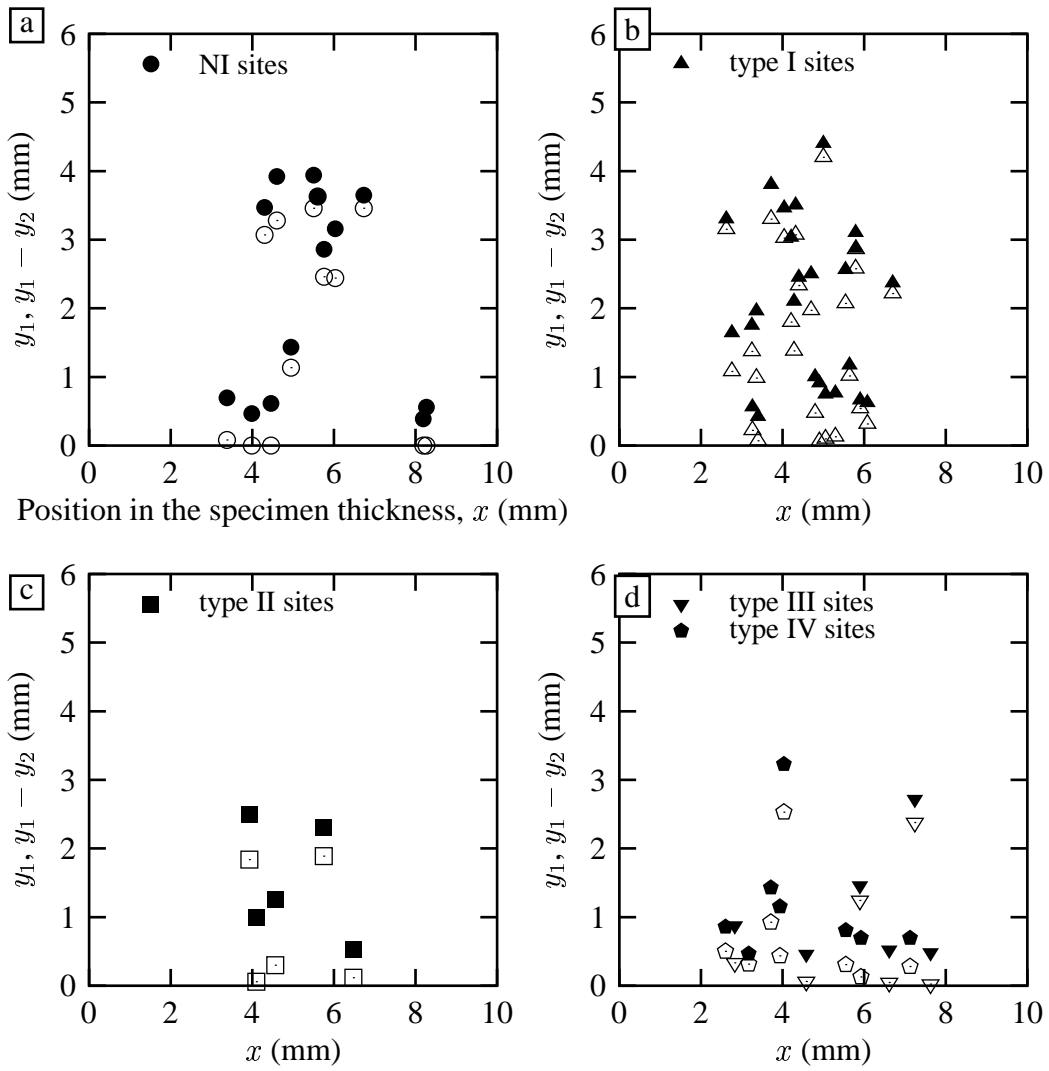 a
6
5
4
3
2
1
0
y₁, y₁ − y₂ (mm)
NI sites
0 2 4 6 8 10
Position in the specimen thickness, x (mm)
b
6
5
4
3
2
1
0
y₁, y₁ − y₂ (mm)
type I sites
0 2 4 6 8 10
x (mm)
c
6
5
4
3
2
1
0
y₁, y₁ − y₂ (mm)
type II sites
0 2 4 6 8 10
x (mm)
d
6
5
4
3
2
1
0
y₁, y₁ − y₂ (mm)
type III sites
type IV sites
0 2 4 6 8 10
x (mm)